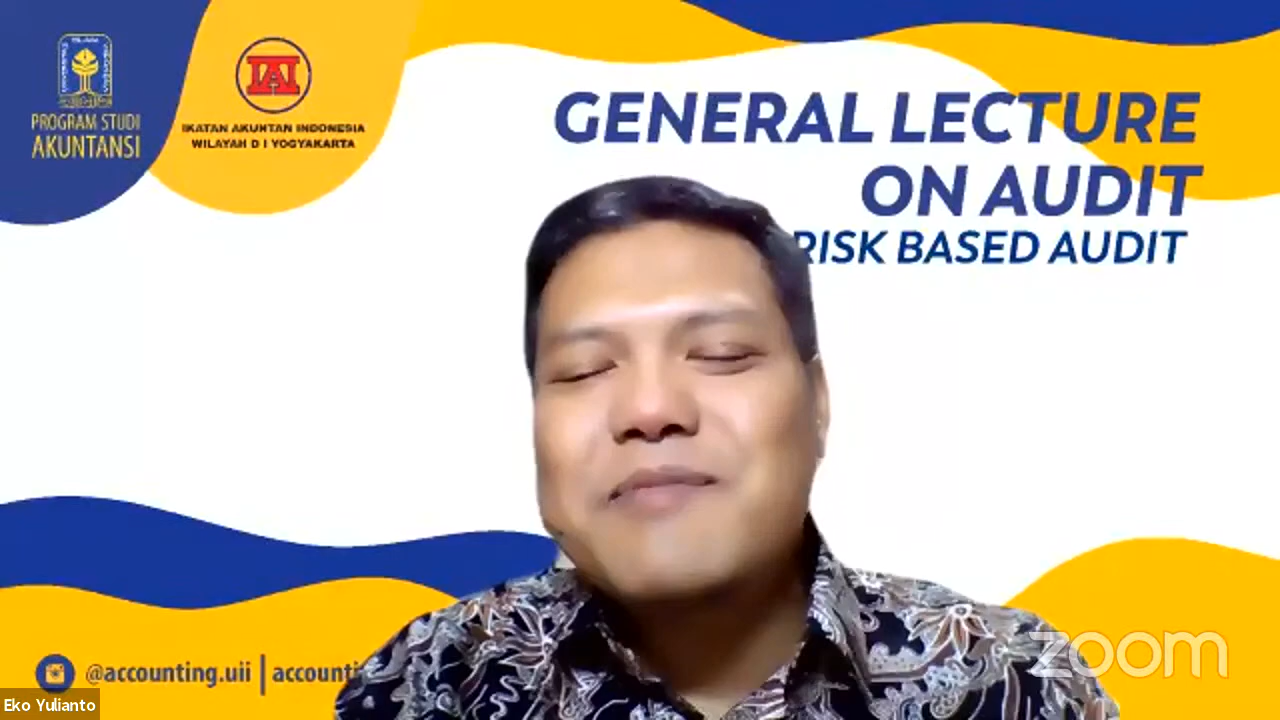 PROGRAM STUDI
AKUNTANSI
IAI
IKATAN AKUNTAN INDONESIA
WILAYAH D I YOGYAKARTA
GENERAL LECTURE
ON AUDIT
RISK BASED AUDIT
@accounting.uii | accounti
Eko Yulianto
zoom